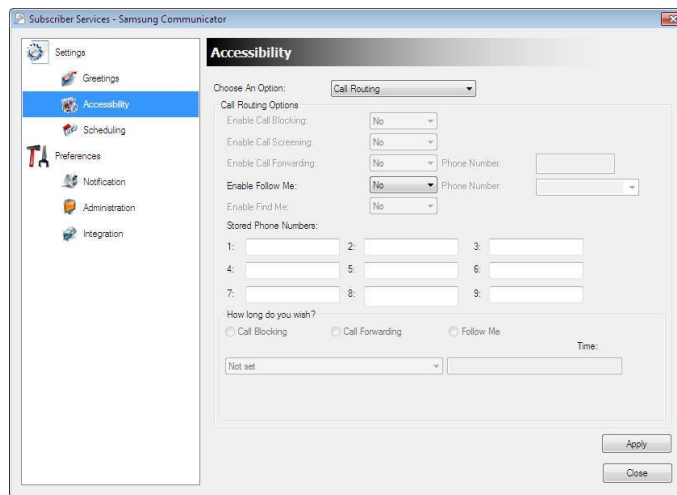 Subscriber Services - Samsung Communicator
Settings
Greetings
Accessibility
Scheduling
Preferences
Notification
Administration
Integration
Accessibility
Choose An Option: Call Routing
Call Routing Options
Enable Call Blocking: No
Enable Call Screening: No
Enable Call Forwarding: No Phone Number:
Enable Follow Me: No Phone Number:
Enable Find Me: No
Stored Phone Numbers:
1: 2: 3:
4: 5: 6:
7: 8: 9:
How long do you wish?
Call Blocking Call Forwarding Follow Me
Time:
Not set
Apply
Close